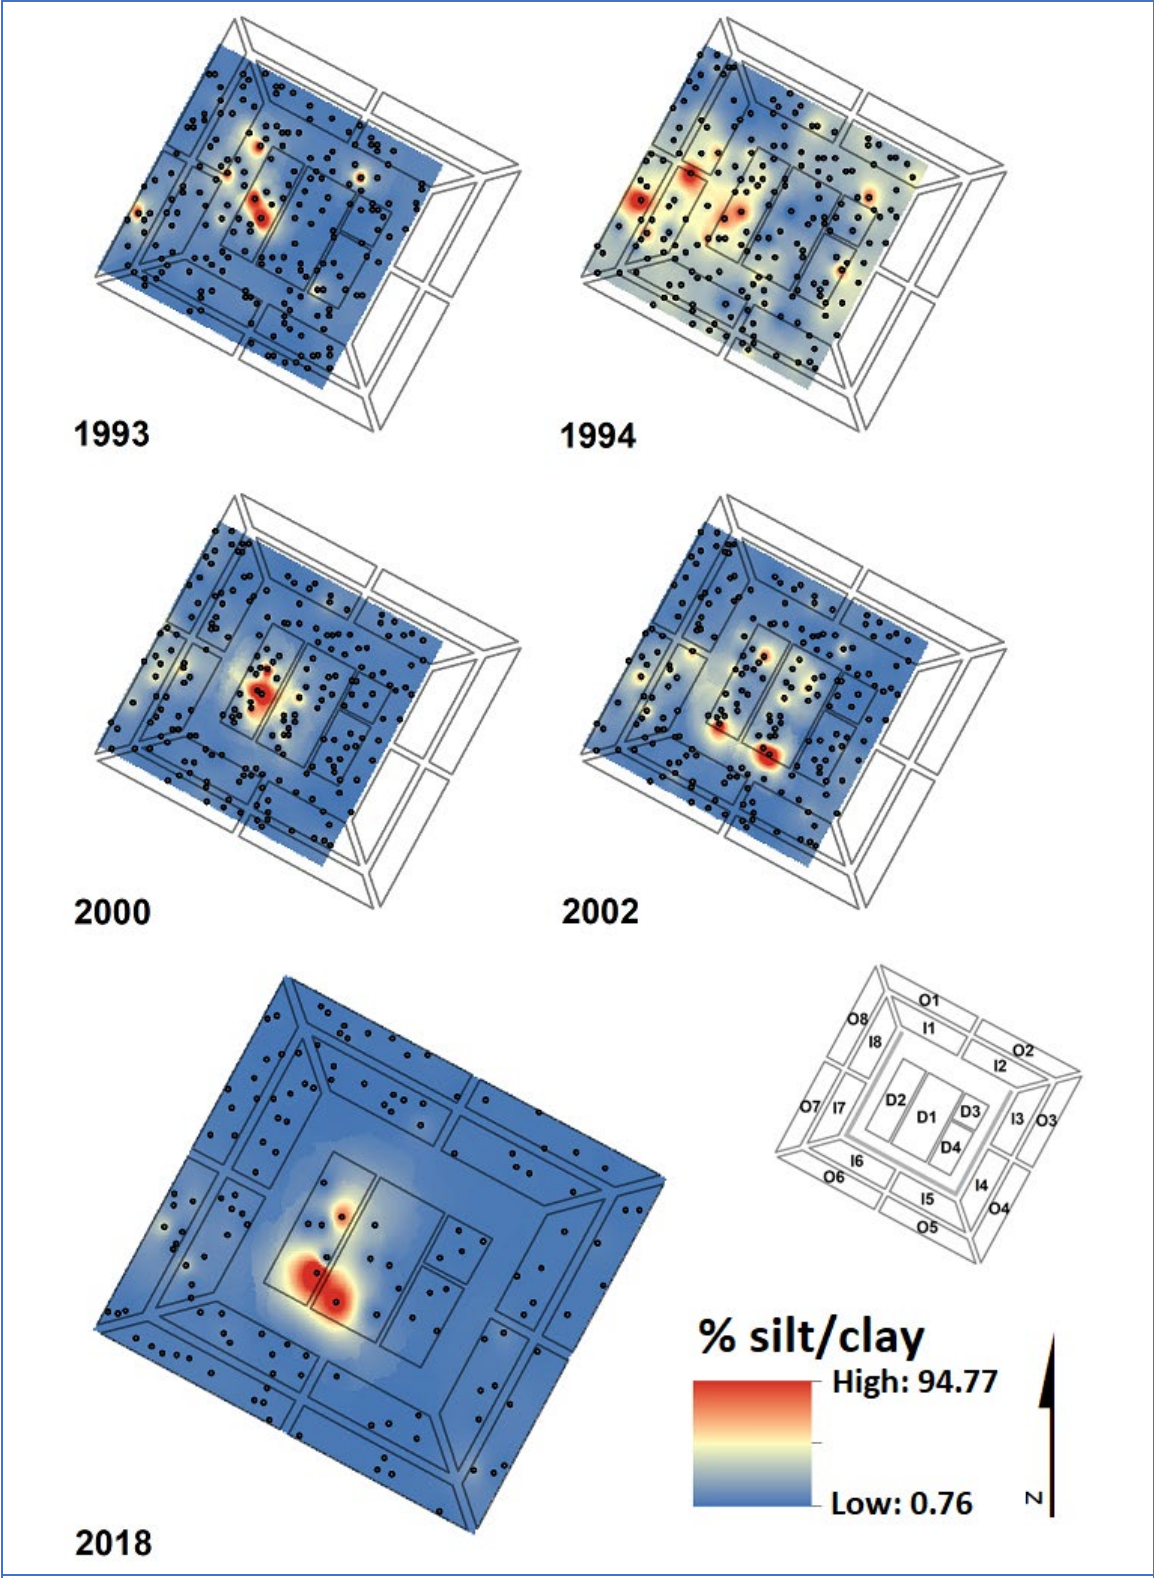 1993
1994
2000
2002
O1
O8
I1
O2
I8
I2
D2
D3
O7
I7
D1
I3
O3
D4
I6
I4
O6
I5
O4
O5
% silt/clay
High: 94.77
Low: 0.76
N
2018